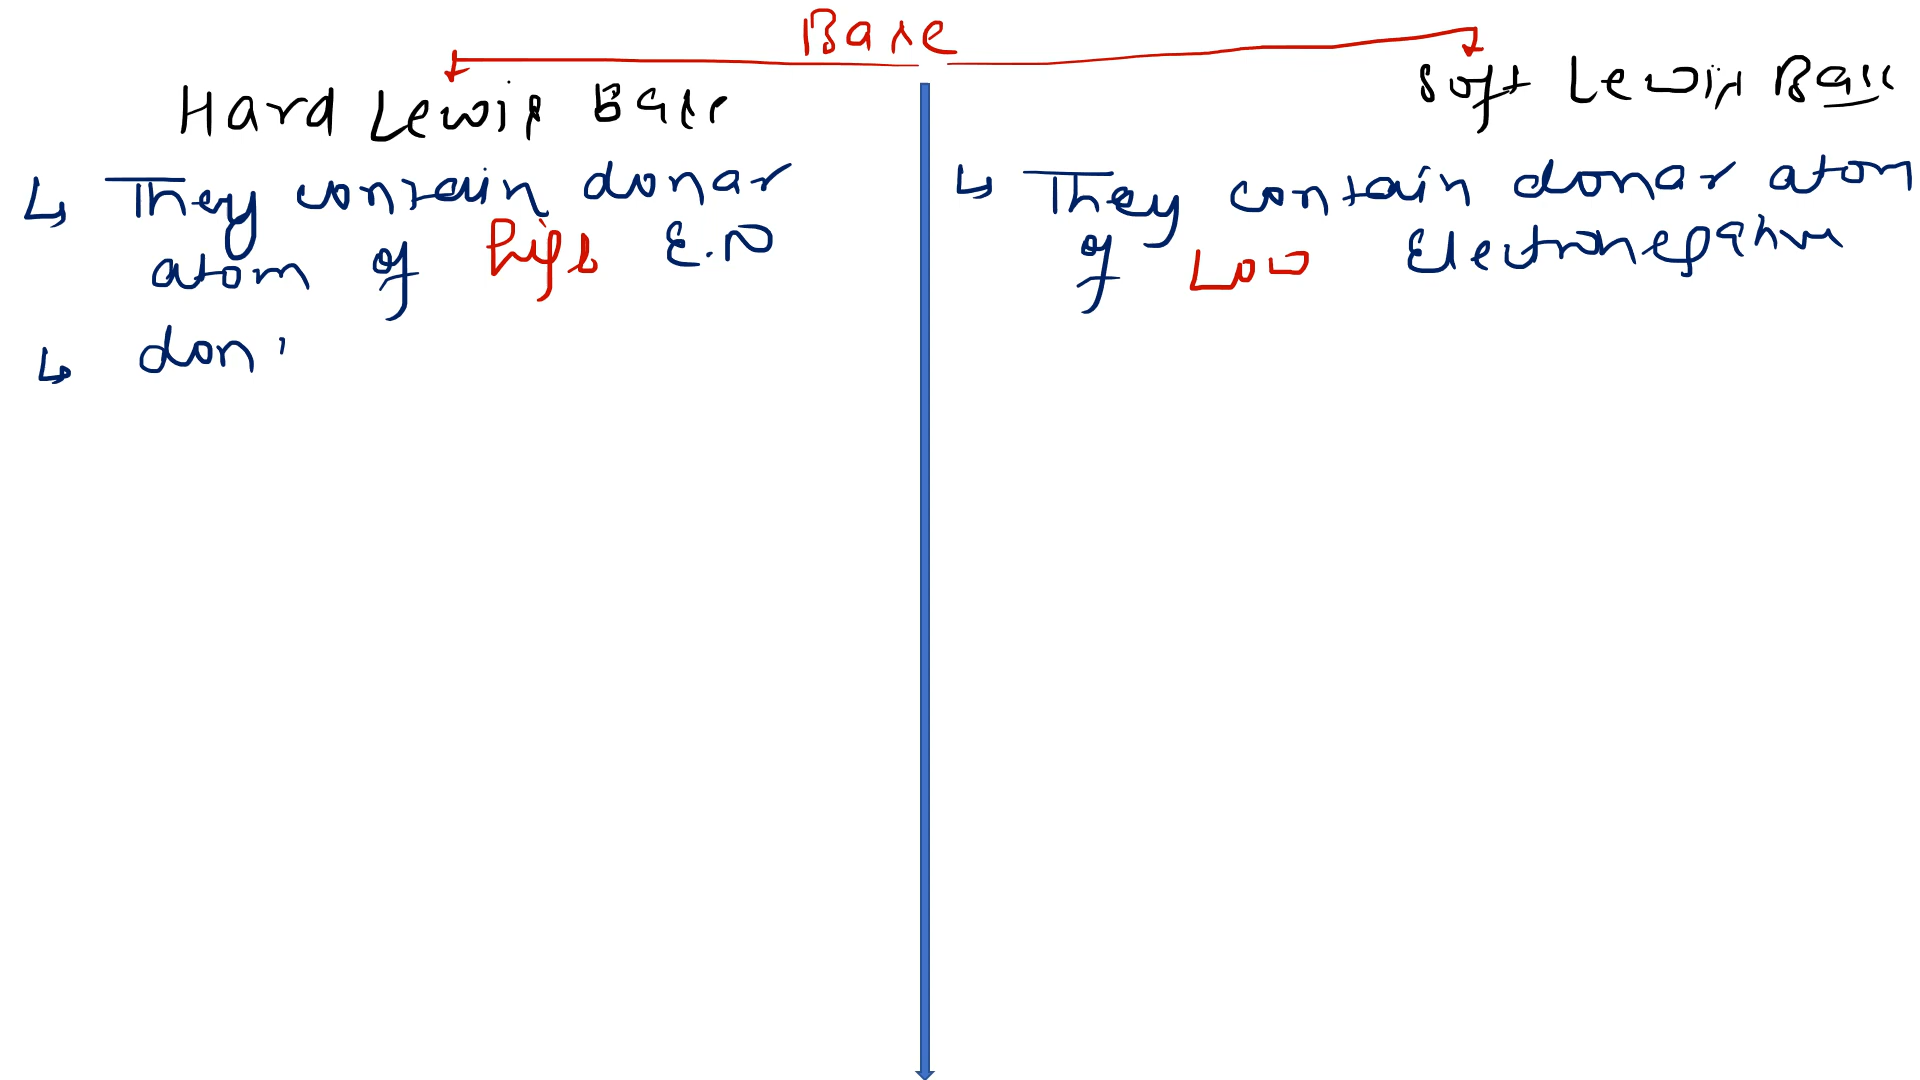 Base
Hard Lewis Base
↳ They contain donar
atom of high E.N
↳ don
Soft Lewis Base
↳ They contain donar atom
of Low Electronegative